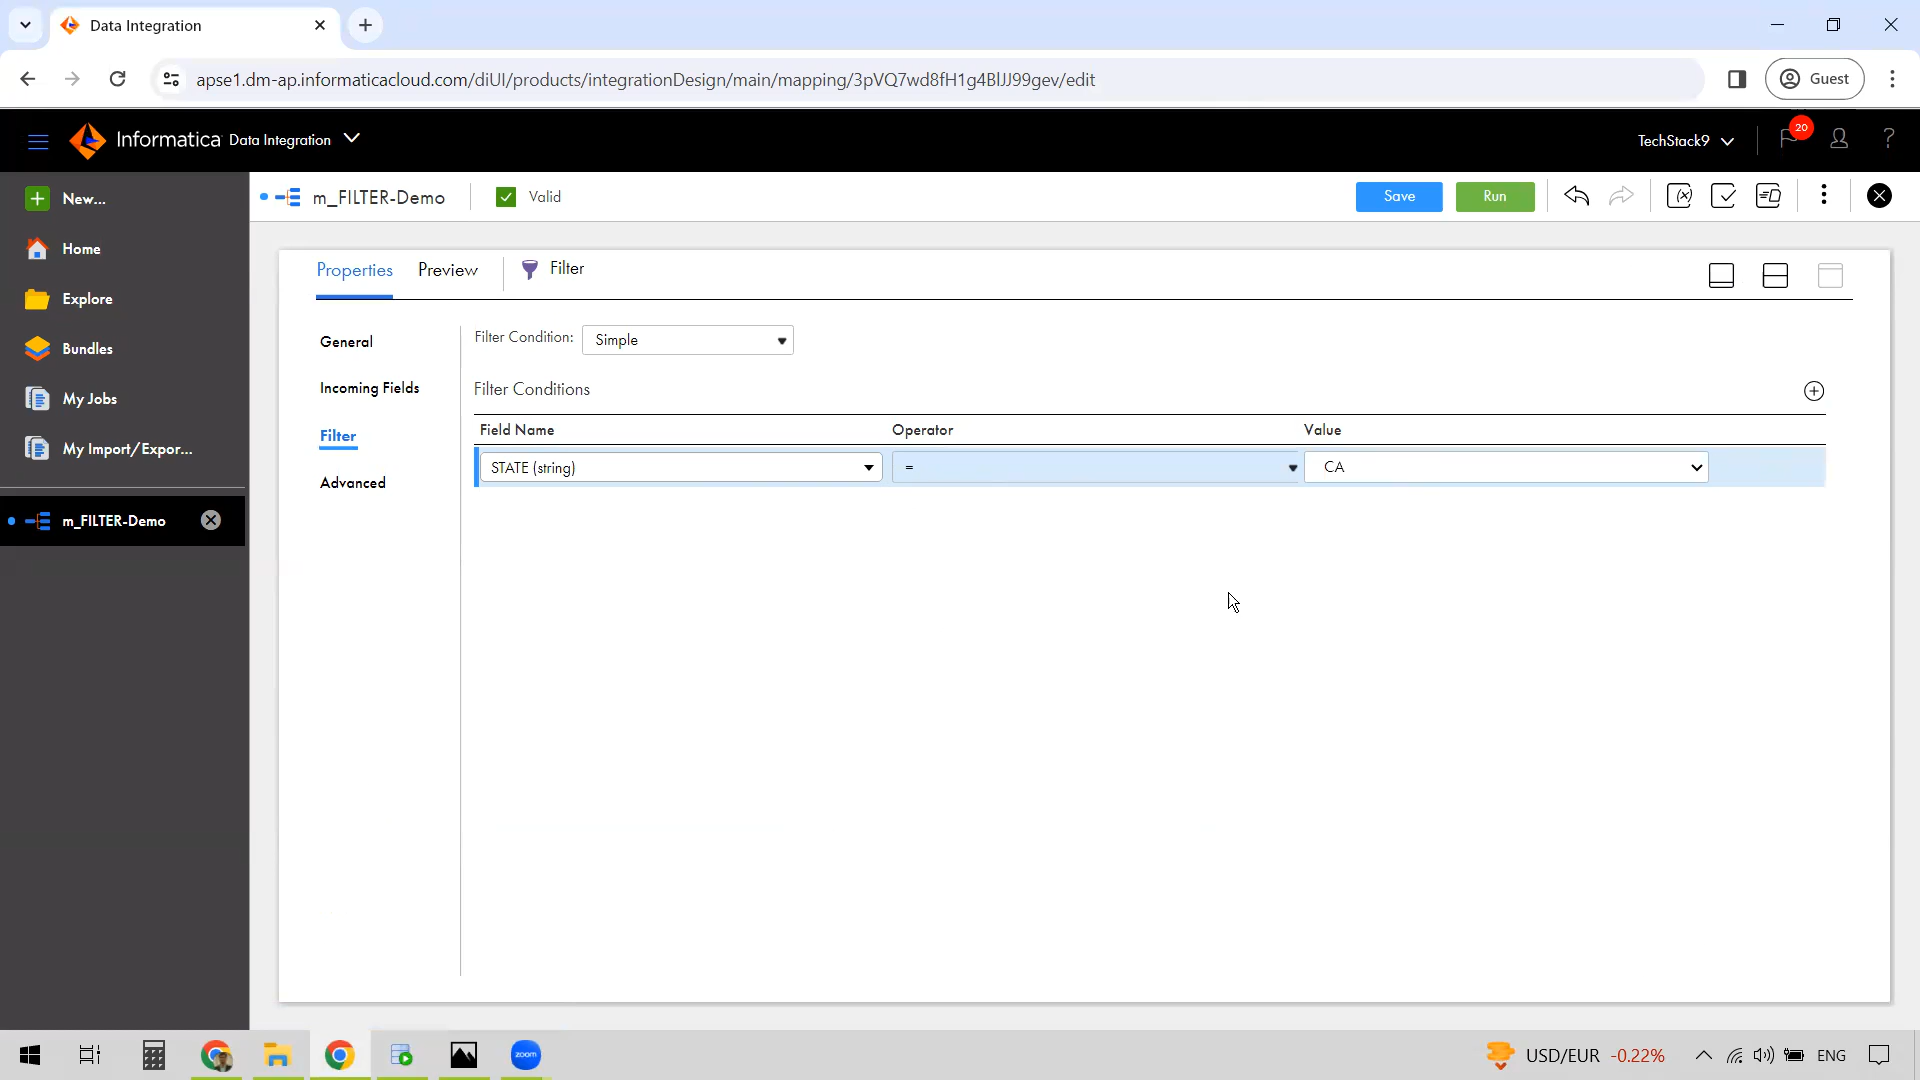 Data Integration
apse1.dm-ap.informaticacloud.com/diUI/products/integrationDesign/main/mapping/3pVQ7wd8fH1g4BlJJ99gev/edit
Guest
Informatica Data Integration
TechStack9
20
New...
m_FILTER-Demo
Valid
Save
Run
Home
Explore
Bundles
My Jobs
My Import/Expor...
m_FILTER-Demo
Properties
Preview
Filter
General
Incoming Fields
Filter
Advanced
Filter Condition:
Simple
Filter Conditions
Field Name
Operator
Value
STATE (string)
=
CA
zoom
USD/EUR -0.22%
ENG